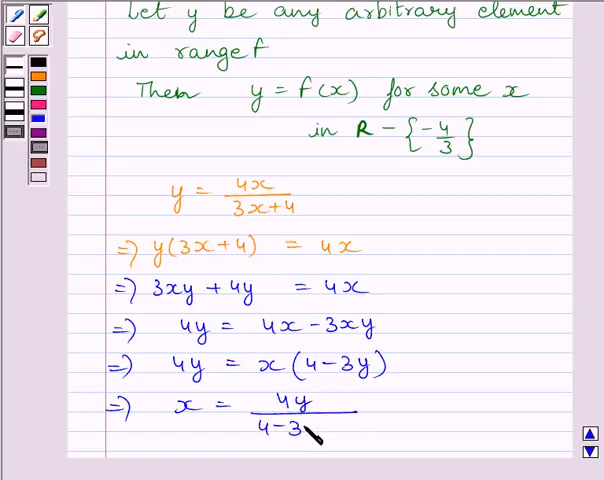 Let y be any arbitrary element
in range f
Then y = f(x) for some x
in R - {-4/3}
y = 4x/3x+4
=) y(3x+4) = 4x
=) 3xy + 4y = 4x
=) 4y = 4x - 3xy
=) 4y = x(4-3y)
=) x = 4y/4-3